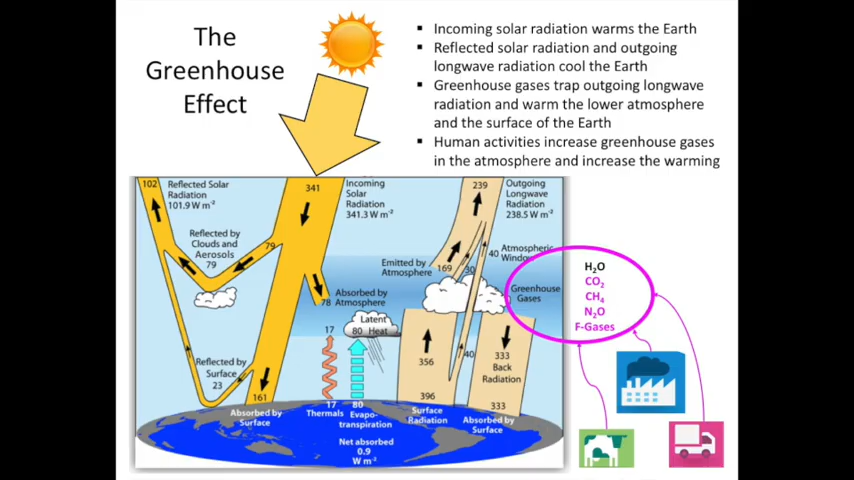 The
Greenhouse
Effect
▪ Incoming solar radiation warms the Earth
▪ Reflected solar radiation and outgoing
longwave radiation cool the Earth
▪ Greenhouse gases trap outgoing longwave
radiation and warm the lower atmosphere
and the surface of the Earth
▪ Human activities increase greenhouse gases
in the atmosphere and increase the warming
102
Reflected Solar
Radiation
101.9 W m⁻²
341
Incoming
Solar
Radiation
341.3 W m⁻²
239
Outgoing
Longwave
Radiation
238.5 W m⁻²
Reflected by
Clouds and
Aerosols
79
79
Emitted by
Atmosphere
169
30
40
Atmospheric
Window
Greenhouse
Gases
H₂O
CO₂
CH₄
N₂O
F-Gases
78
Absorbed by
Atmosphere
17
Latent
80 Heat
Reflected by
Surface
23
356
40
333
Back
Radiation
161
Absorbed by
Surface
17
Thermals
80
Evapo-
transpiration
396
Surface
Radiation
333
Absorbed by
Surface
Net absorbed
0.9
W m⁻²